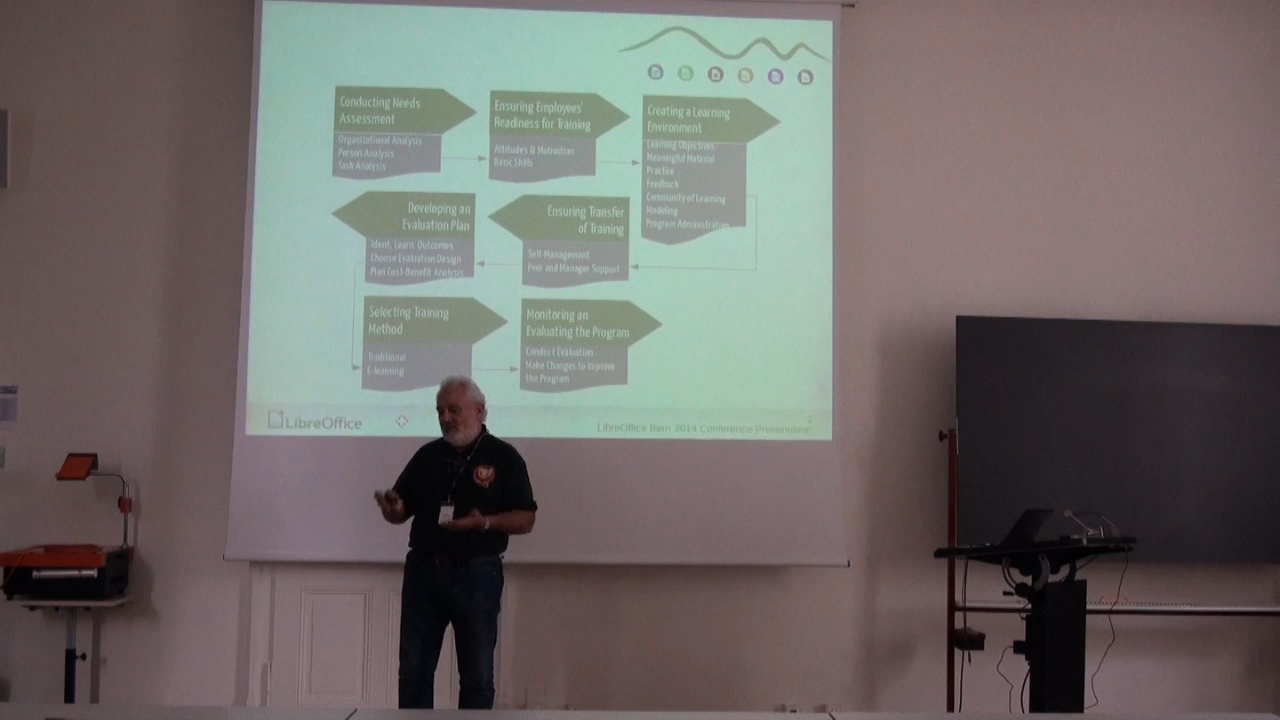 Conducting Needs
Assessment
Organizational Analysis
Person Analysis
Task Analysis
Ensuring Employees'
Readiness for Training
Attitudes & Motivation
Basic Skills
Creating a Learning
Environment
Learning Objectives
Meaningful Material
Practice
Feedback
Community of Learning
Modeling
Program Administration
Ensuring Transfer
of Training
Self-Management
Peer and Manager Support
Developing an
Evaluation Plan
Ident, Learn, Outcomes
Choose Evaluation Design
Plan Cost-Benefit Analysis
Selecting Training
Method
Traditional
E-learning
Monitoring an
Evaluating the Program
Conduct Evaluation
Make Changes to Improve
the Program
LibreOffice
2
LibreOffice Bern 2014 Conference Presentation